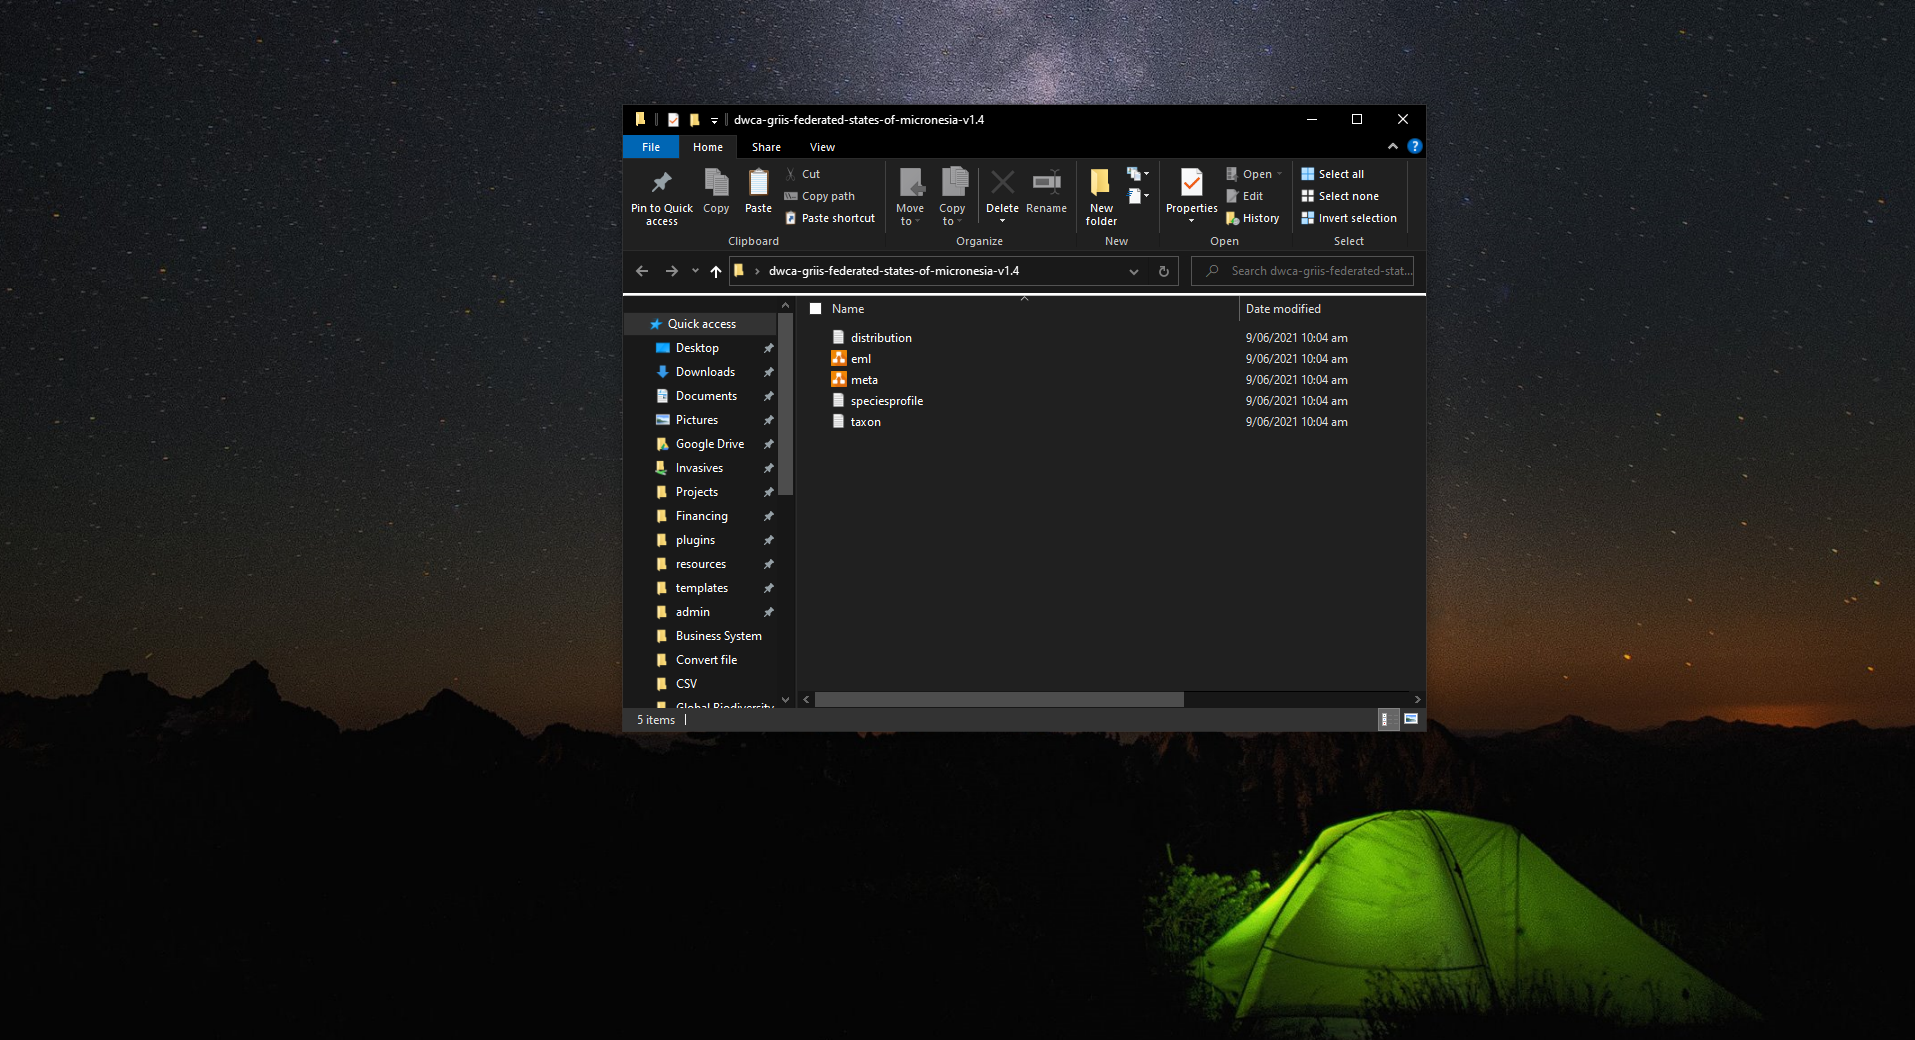 dwca-griis-federated-states-of-micronesia-v1.4
File Home Share View
Pin to Quick access
Copy
Paste
Cut
Copy path
Paste shortcut
Clipboard
Move to
Copy to
Delete
Rename
Organize
New folder
New
Properties
Open
Edit
History
Open
Select all
Select none
Invert selection
Select
dwca-griis-federated-states-of-micronesia-v1.4
Search dwca-griis-federated-stat...
Quick access
Desktop
Downloads
Documents
Pictures
Google Drive
Invasives
Projects
Financing
plugins
resources
templates
admin
Business System
Convert file
CSV
Global Biodiversity
Name Date modified
distribution 9/06/2021 10:04 am
eml 9/06/2021 10:04 am
meta 9/06/2021 10:04 am
speciesprofile 9/06/2021 10:04 am
taxon 9/06/2021 10:04 am
5 items